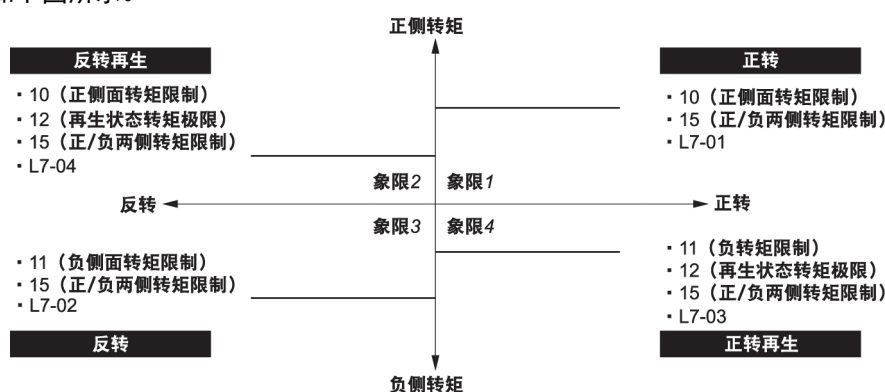 正侧转矩
反转再生
・10（正侧面转矩限制）
・12（再生状态转矩极限）
・15（正/负两侧转矩限制）
・L7-04
正转
・10（正侧面转矩限制）
・15（正/负两侧转矩限制）
・L7-01
象限2 象限1
反转 正转
象限3 象限4
・11（负侧面转矩限制）
・15（正/负两侧转矩限制）
・L7-02
反转
・11（负转矩限制）
・12（再生状态转矩极限）
・15（正/负两侧转矩限制）
・L7-03
正转再生
负侧转矩